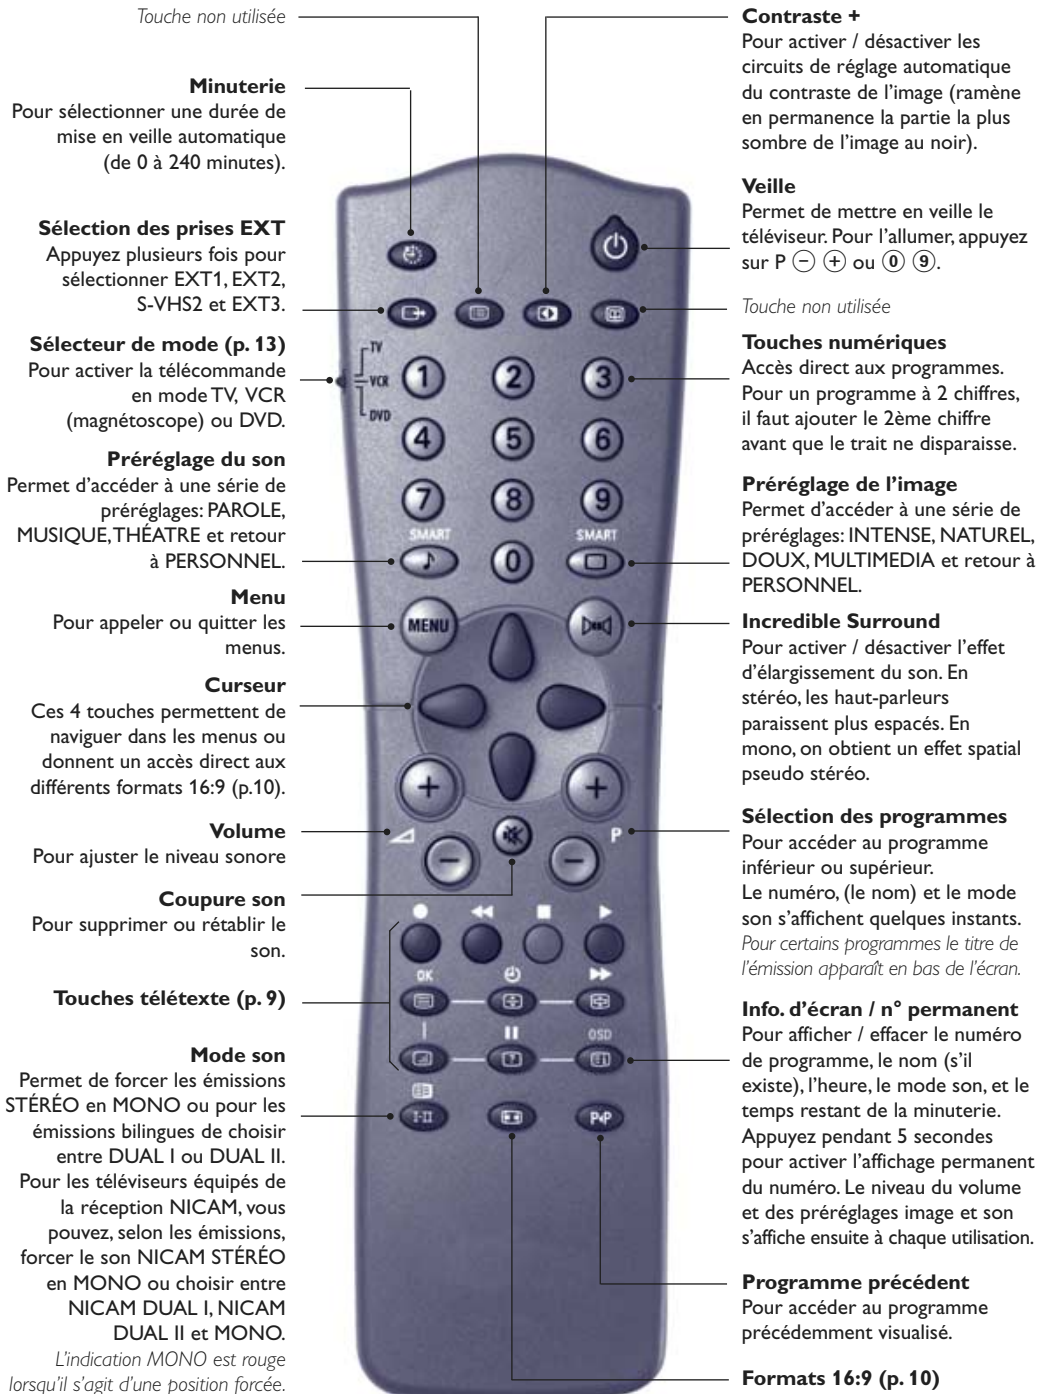 Touche non utilisée
Minuterie
Pour sélectionner une durée de
mise en veille automatique
(de 0 à 240 minutes).
Sélection des prises EXT
Appuyez plusieurs fois pour
sélectionner EXT1, EXT2,
S-VHS2 et EXT3.
Sélecteur de mode (p. 13)
Pour activer la télécommande
en mode TV, VCR
(magnétoscope) ou DVD.
Préréglage du son
Permet d'accéder à une série de
préréglages: PAROLE,
MUSIQUE, THÉATRE et retour
à PERSONNEL.
Menu
Pour appeler ou quitter les
menus.
Curseur
Ces 4 touches permettent de
naviguer dans les menus ou
donnent un accès direct aux
différents formats 16:9 (p.10).
Volume
Pour ajuster le niveau sonore
Coupure son
Pour supprimer ou rétablir le
son.
Touches télétexte (p. 9)
Mode son
Permet de forcer les émissions
STÉRÉO en MONO ou pour les
émissions bilingues de choisir
entre DUAL I ou DUAL II.
Pour les téléviseurs équipés de
la réception NICAM, vous
pouvez, selon les émissions,
forcer le son NICAM STÉRÉO
en MONO ou choisir entre
NICAM DUAL I, NICAM
DUAL II et MONO.
L'indication MONO est rouge
lorsqu'il s'agit d'une position forcée.
TV
VCR
DVD
1 2 3
4 5 6
7 8 9
SMART SMART
0
MENU
+ +
P
− −
OK
OSD
I-II
P◂P
Contraste +
Pour activer / désactiver les
circuits de réglage automatique
du contraste de l'image (ramène
en permanence la partie la plus
sombre de l'image au noir).
Veille
Permet de mettre en veille le
téléviseur. Pour l'allumer, appuyez
sur P − + ou 0 9.
Touche non utilisée
Touches numériques
Accès direct aux programmes.
Pour un programme à 2 chiffres,
il faut ajouter le 2ème chiffre
avant que le trait ne disparaisse.
Préréglage de l'image
Permet d'accéder à une série de
préréglages: INTENSE, NATUREL,
DOUX, MULTIMEDIA et retour à
PERSONNEL.
Incredible Surround
Pour activer / désactiver l'effet
d'élargissement du son. En
stéréo, les haut-parleurs
paraissent plus espacés. En
mono, on obtient un effet spatial
pseudo stéréo.
Sélection des programmes
Pour accéder au programme
inférieur ou supérieur.
Le numéro, (le nom) et le mode
son s'affichent quelques instants.
Pour certains programmes le titre de
l'émission apparaît en bas de l'écran.
Info. d'écran / n° permanent
Pour afficher / effacer le numéro
de programme, le nom (s'il
existe), l'heure, le mode son, et le
temps restant de la minuterie.
Appuyez pendant 5 secondes
pour activer l'affichage permanent
du numéro. Le niveau du volume
et des préréglages image et son
s'affiche ensuite à chaque utilisation.
Programme précédent
Pour accéder au programme
précédemment visualisé.
Formats 16:9 (p. 10)